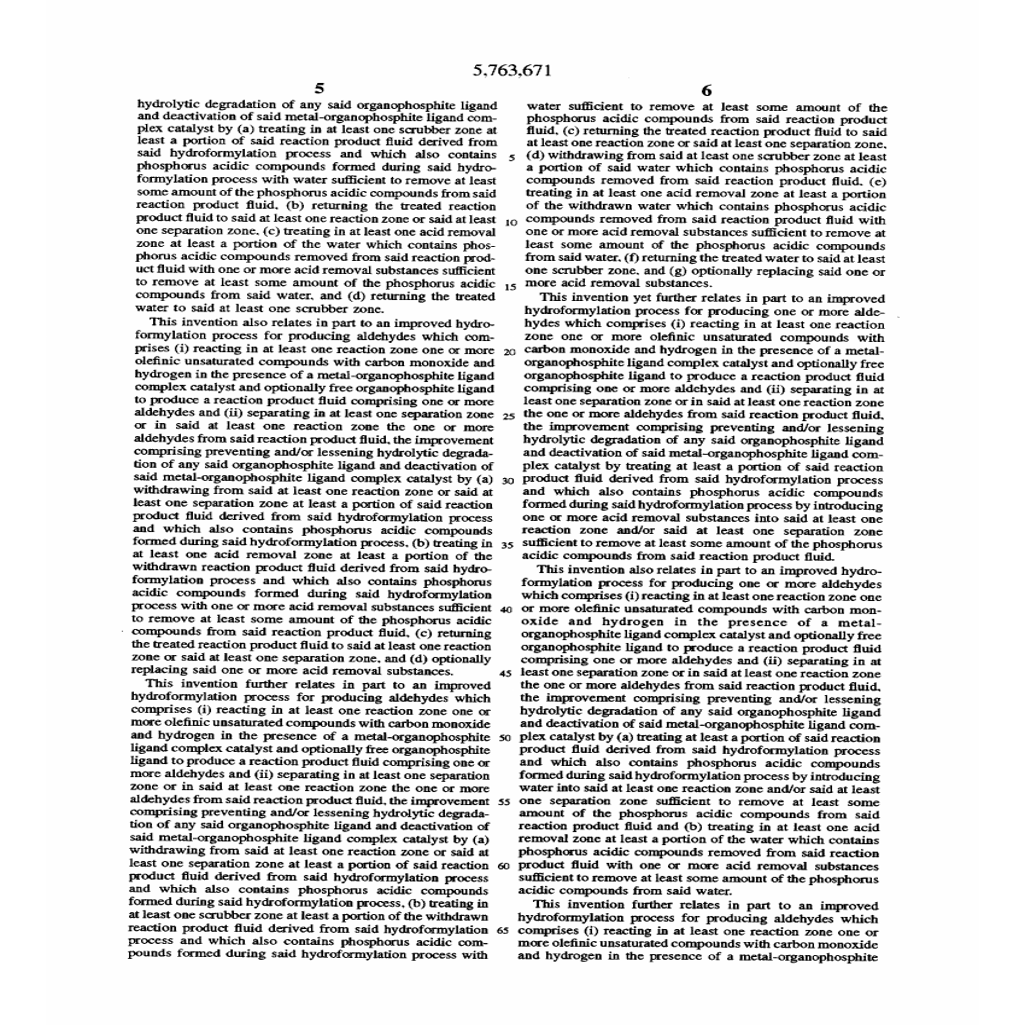 5,763,671
5
hydrolytic degradation of any said organophosphite ligand
and deactivation of said metal-organophosphite ligand com-
plex catalyst by (a) treating in at least one scrubber zone at
least a portion of said reaction product fluid derived from
said hydroformylation process and which also contains
phosphorus acidic compounds formed during said hydro-
formylation process with water sufficient to remove at least
some amount of the phosphorus acidic compounds from said
reaction product fluid, (b) returning the treated reaction
product fluid to said at least one reaction zone or said at least
one separation zone, (c) treating in at least one acid removal
zone at least a portion of the water which contains phos-
phorus acidic compounds removed from said reaction prod-
uct fluid with one or more acid removal substances sufficient
to remove at least some amount of the phosphorus acidic
compounds from said water, and (d) returning the treated
water to said at least one scrubber zone.
This invention also relates in part to an improved hydro-
formylation process for producing aldehydes which com-
prises (i) reacting in at least one reaction zone one or more
olefinic unsaturated compounds with carbon monoxide and
hydrogen in the presence of a metal-organophosphite ligand
complex catalyst and optionally free organophosphite ligand
to produce a reaction product fluid comprising one or more
aldehydes and (ii) separating in at least one separation zone
or in said at least one reaction zone the one or more
aldehydes from said reaction product fluid, the improvement
comprising preventing and/or lessening hydrolytic degrada-
tion of any said organophosphite ligand and deactivation of
said metal-organophosphite ligand complex catalyst by (a)
withdrawing from said at least one reaction zone or said at
least one separation zone at least a portion of said reaction
product fluid derived from said hydroformylation process
and which also contains phosphorus acidic compounds
formed during said hydroformylation process, (b) treating in
at least one acid removal zone at least a portion of the
withdrawn reaction product fluid derived from said hydro-
formylation process and which also contains phosphorus
acidic compounds formed during said hydroformylation
process with one or more acid removal substances sufficient
to remove at least some amount of the phosphorus acidic
compounds from said reaction product fluid, (c) returning
the treated reaction product fluid to said at least one reaction
zone or said at least one separation zone, and (d) optionally
replacing said one or more acid removal substances.
This invention further relates in part to an improved
hydroformylation process for producing aldehydes which
comprises (i) reacting in at least one reaction zone one or
more olefinic unsaturated compounds with carbon monoxide
and hydrogen in the presence of a metal-organophosphite
ligand complex catalyst and optionally free organophosphite
ligand to produce a reaction product fluid comprising one or
more aldehydes and (ii) separating in at least one separation
zone or in said at least one reaction zone the one or more
aldehydes from said reaction product fluid, the improvement
comprising preventing and/or lessening hydrolytic degrada-
tion of any said organophosphite ligand and deactivation of
said metal-organophosphite ligand complex catalyst by (a)
withdrawing from said at least one reaction zone or said at
least one separation zone at least a portion of said reaction
product fluid derived from said hydroformylation process
and which also contains phosphorus acidic compounds
formed during said hydroformylation process, (b) treating in
at least one scrubber zone at least a portion of the withdrawn
reaction product fluid derived from said hydroformylation
process and which also contains phosphorus acidic com-
pounds formed during said hydroformylation process with
5
10
15
20
25
30
35
40
45
50
55
60
65
6
water sufficient to remove at least some amount of the
phosphorus acidic compounds from said reaction product
fluid, (c) returning the treated reaction product fluid to said
at least one reaction zone or said at least one separation zone,
(d) withdrawing from said at least one scrubber zone at least
a portion of said water which contains phosphorus acidic
compounds removed from said reaction product fluid, (e)
treating in at least one acid removal zone at least a portion
of the withdrawn water which contains phosphorus acidic
compounds removed from said reaction product fluid with
one or more acid removal substances sufficient to remove at
least some amount of the phosphorus acidic compounds
from said water, (f) returning the treated water to said at least
one scrubber zone, and (g) optionally replacing said one or
more acid removal substances.
This invention yet further relates in part to an improved
hydroformylation process for producing one or more alde-
hydes which comprises (i) reacting in at least one reaction
zone one or more olefinic unsaturated compounds with
carbon monoxide and hydrogen in the presence of a metal-
organophosphite ligand complex catalyst and optionally free
organophosphite ligand to produce a reaction product fluid
comprising one or more aldehydes and (ii) separating in at
least one separation zone or in said at least one reaction zone
the one or more aldehydes from said reaction product fluid,
the improvement comprising preventing and/or lessening
hydrolytic degradation of any said organophosphite ligand
and deactivation of said metal-organophosphite ligand com-
plex catalyst by treating at least a portion of said reaction
product fluid derived from said hydroformylation process
and which also contains phosphorus acidic compounds
formed during said hydroformylation process by introducing
one or more acid removal substances into said at least one
reaction zone and/or said at least one separation zone
sufficient to remove at least some amount of the phosphorus
acidic compounds from said reaction product fluid.
This invention also relates in part to an improved hydro-
formylation process for producing one or more aldehydes
which comprises (i) reacting in at least one reaction zone one
or more olefinic unsaturated compounds with carbon mon-
oxide and hydrogen in the presence of a metal-
organophosphite ligand complex catalyst and optionally free
organophosphite ligand to produce a reaction product fluid
comprising one or more aldehydes and (ii) separating in at
least one separation zone or in said at least one reaction zone
the one or more aldehydes from said reaction product fluid,
the improvement comprising preventing and/or lessening
hydrolytic degradation of any said organophosphite ligand
and deactivation of said metal-organophosphite ligand com-
plex catalyst by (a) treating at least a portion of said reaction
product fluid derived from said hydroformylation process
and which also contains phosphorus acidic compounds
formed during said hydroformylation process by introducing
water into said at least one reaction zone and/or said at least
one separation zone sufficient to remove at least some
amount of the phosphorus acidic compounds from said
reaction product fluid and (b) treating in at least one acid
removal zone at least a portion of the water which contains
phosphorus acidic compounds removed from said reaction
product fluid with one or more acid removal substances
sufficient to remove at least some amount of the phosphorus
acidic compounds from said water.
This invention further relates in part to an improved
hydroformylation process for producing aldehydes which
comprises (i) reacting in at least one reaction zone one or
more olefinic unsaturated compounds with carbon monoxide
and hydrogen in the presence of a metal-organophosphite